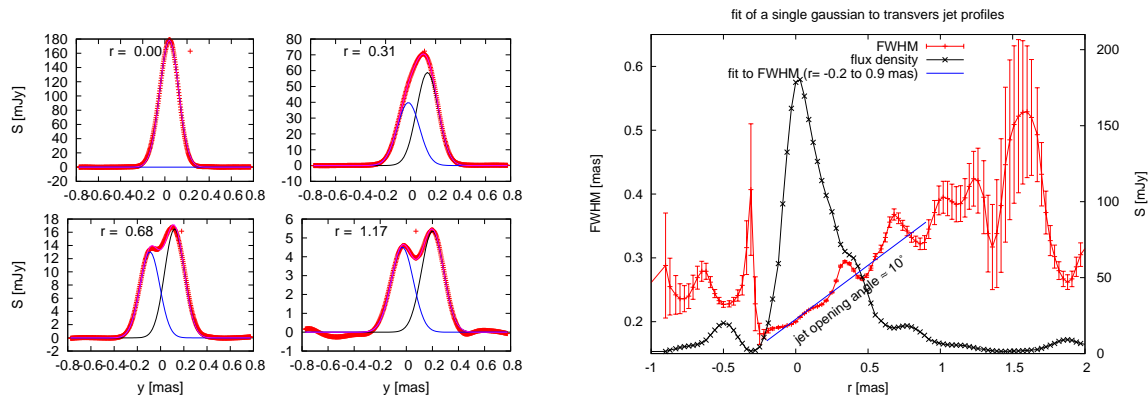 fit of a single gaussian to transvers jet profiles
S [mJy]
180
160
140
120
100
80
60
40
20
0
-20
r = 0.00
-0.8 -0.6 -0.4 -0.2 0 0.2 0.4 0.6 0.8
80
70
60
50
40
30
20
10
0
-10
r = 0.31
-0.8 -0.6 -0.4 -0.2 0 0.2 0.4 0.6 0.8
S [mJy]
18
16
14
12
10
8
6
4
2
0
-2
r = 0.68
-0.8 -0.6 -0.4 -0.2 0 0.2 0.4 0.6 0.8
y [mas]
6
5
4
3
2
1
0
-1
r = 1.17
-0.8 -0.6 -0.4 -0.2 0 0.2 0.4 0.6 0.8
y [mas]
FWHM
flux density
fit to FWHM (r= -0.2 to 0.9 mas)
FWHM [mas]
0.6
0.5
0.4
0.3
0.2
jet opening angle = 10°
-1 -0.5 0 0.5 1 1.5 2
r [mas]
200
150
100
50
0
S [mJy]